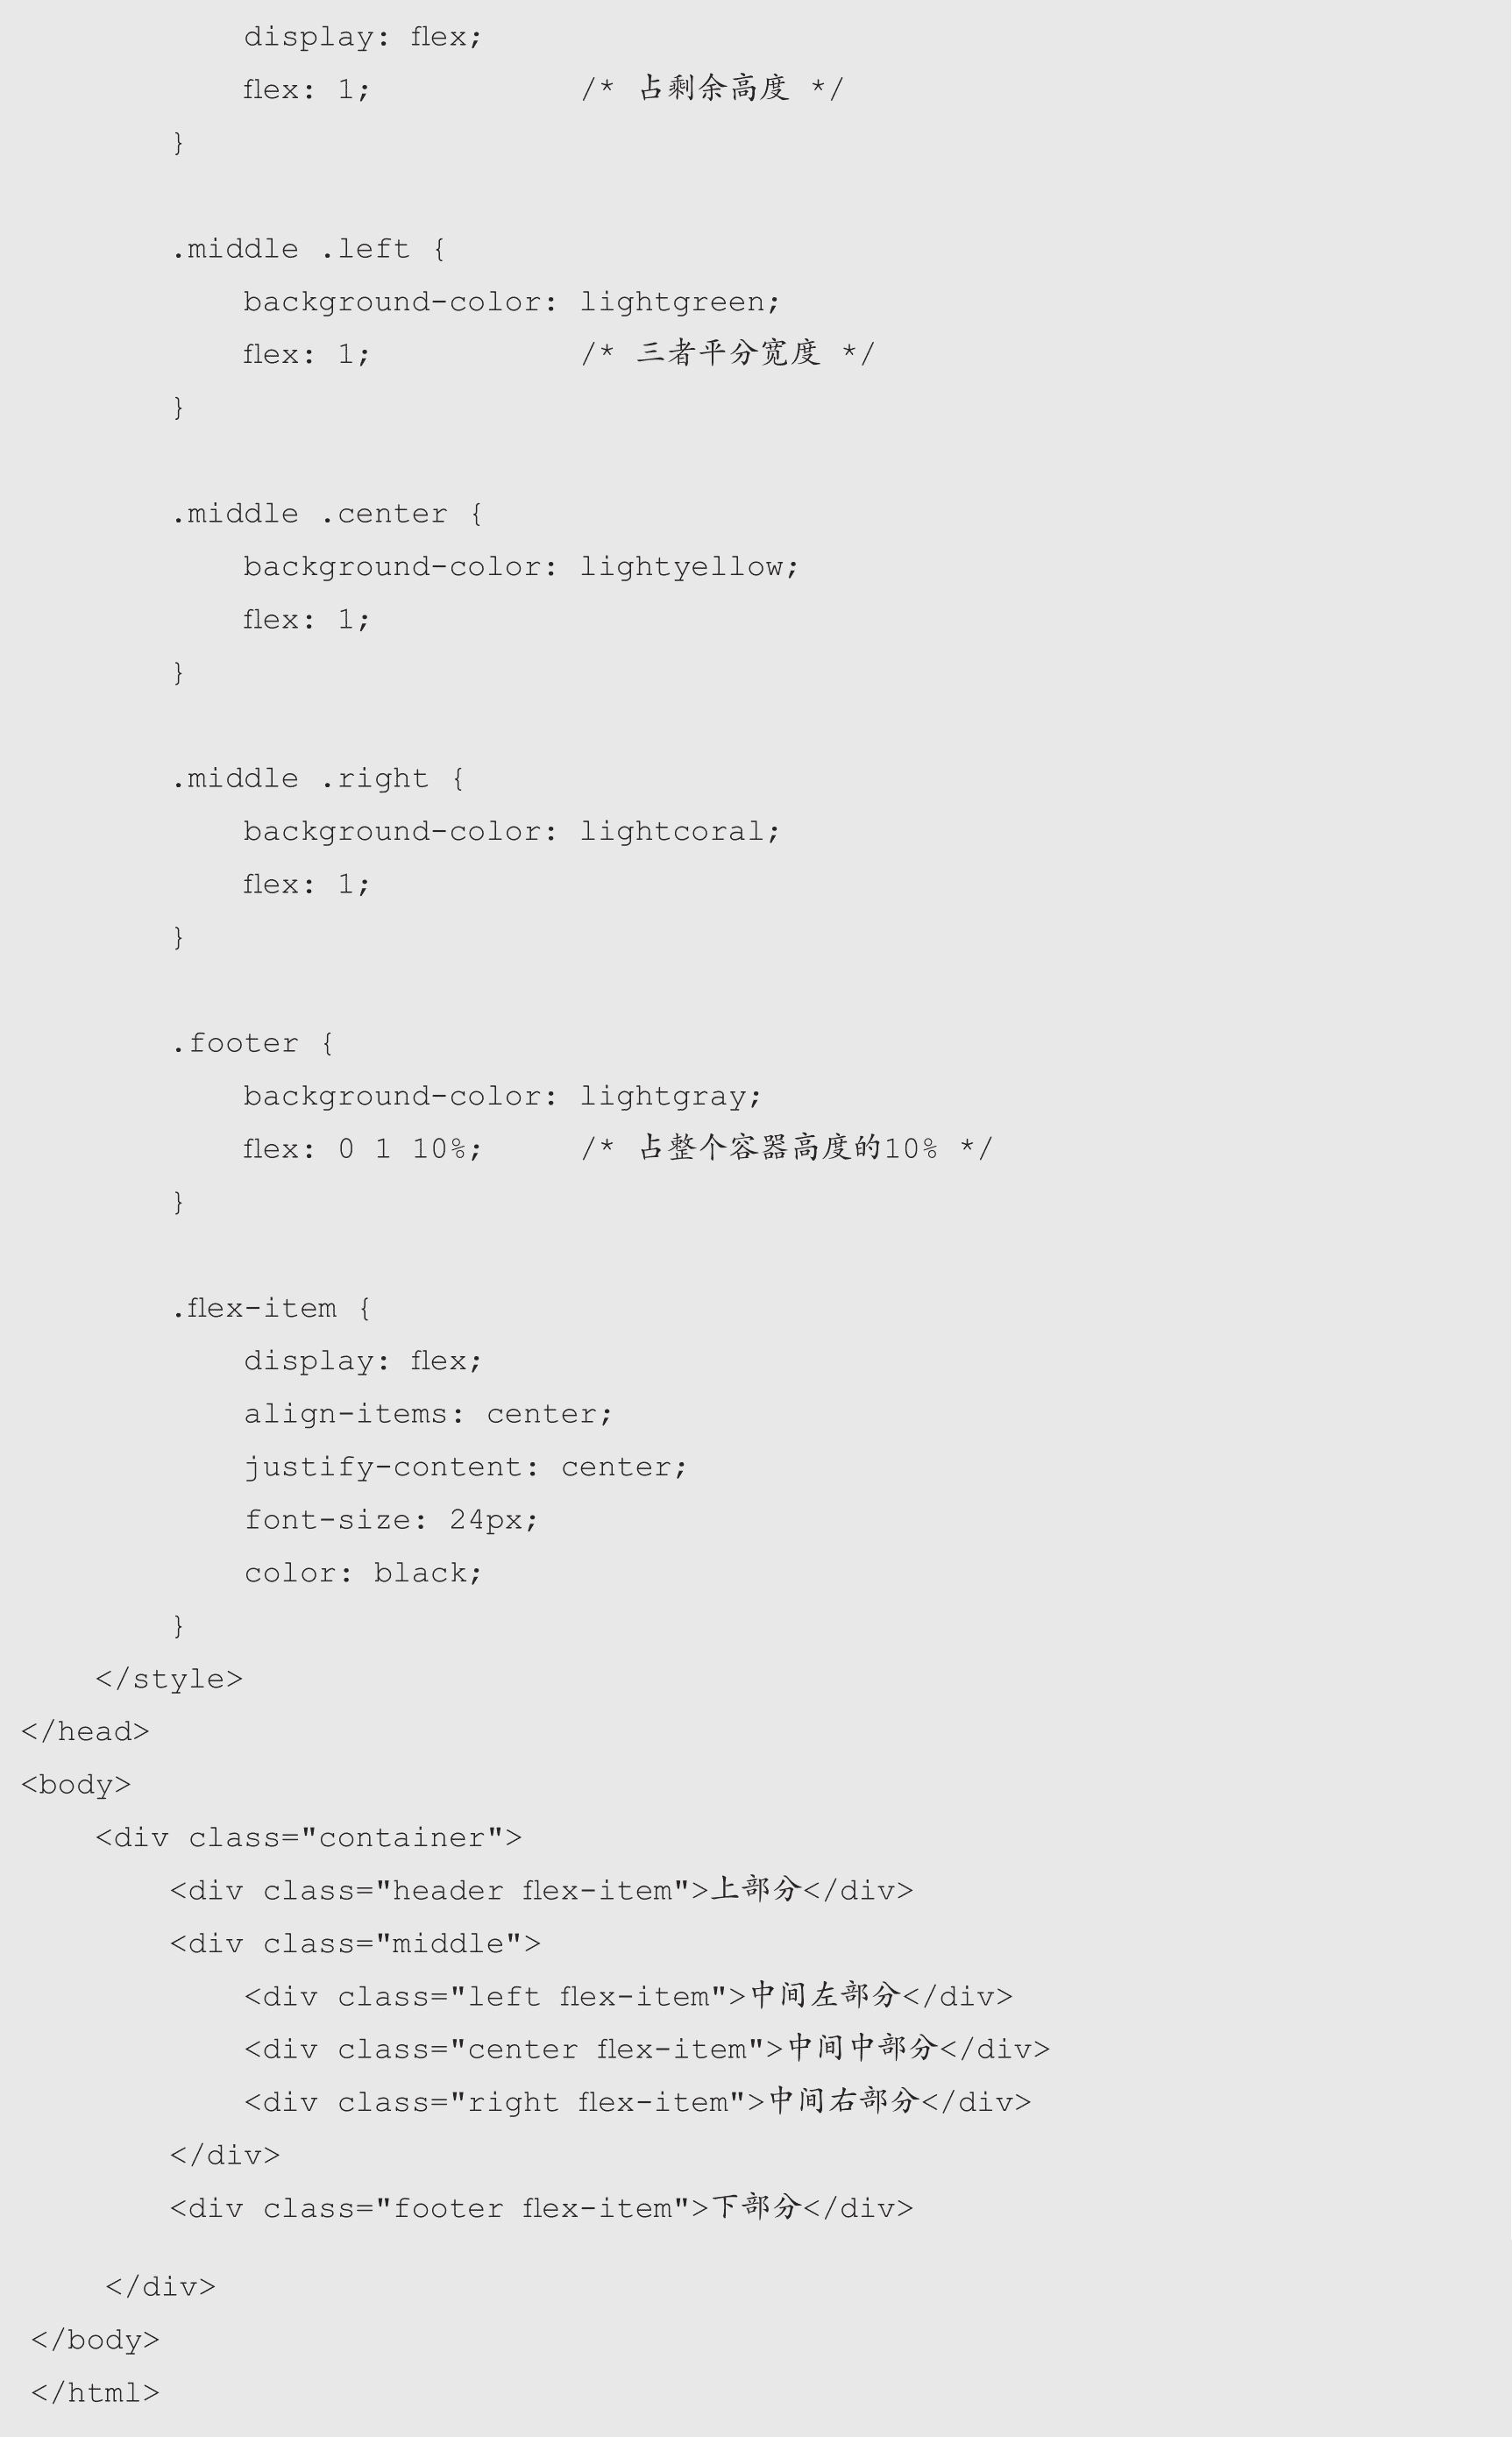 display: flex;
            flex: 1;           /* 占剩余高度 */
        }

        .middle .left {
            background-color: lightgreen;
            flex: 1;           /* 三者平分宽度 */
        }

        .middle .center {
            background-color: lightyellow;
            flex: 1;
        }

        .middle .right {
            background-color: lightcoral;
            flex: 1;
        }

        .footer {
            background-color: lightgray;
            flex: 0 1 10%;     /* 占整个容器高度的10% */
        }

        .flex-item {
            display: flex;
            align-items: center;
            justify-content: center;
            font-size: 24px;
            color: black;
        }
    </style>
</head>
<body>
    <div class="container">
        <div class="header flex-item">上部分</div>
        <div class="middle">
            <div class="left flex-item">中间左部分</div>
            <div class="center flex-item">中间中部分</div>
            <div class="right flex-item">中间右部分</div>
        </div>
        <div class="footer flex-item">下部分</div>
    </div>
</body>
</html>